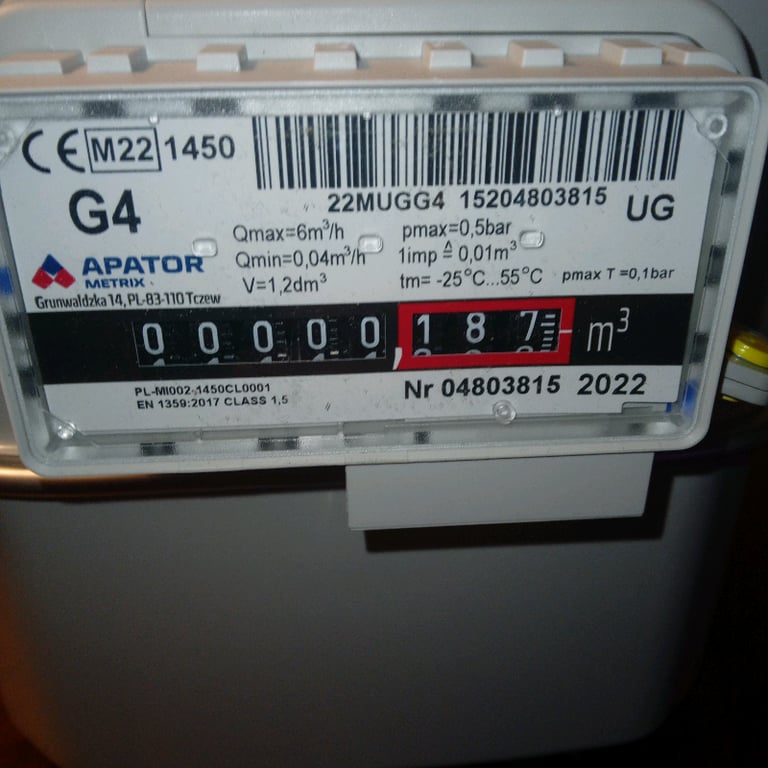 CE M22 1450
22MUGG4 15204803815
G4
UG
Qmax=6m³/h
pmax=0,5bar
Qmin=0,04m³/h
1imp ≙ 0,01m³
V=1,2dm³
tm= -25°C...55°C
pmax T =0,1bar
APATOR
METRIX
Grunwaldzka 14, PL-83-110 Tczew
00000,187 m³
PL-MI002-1450CL0001
EN 1359:2017 CLASS 1,5
Nr 04803815 2022